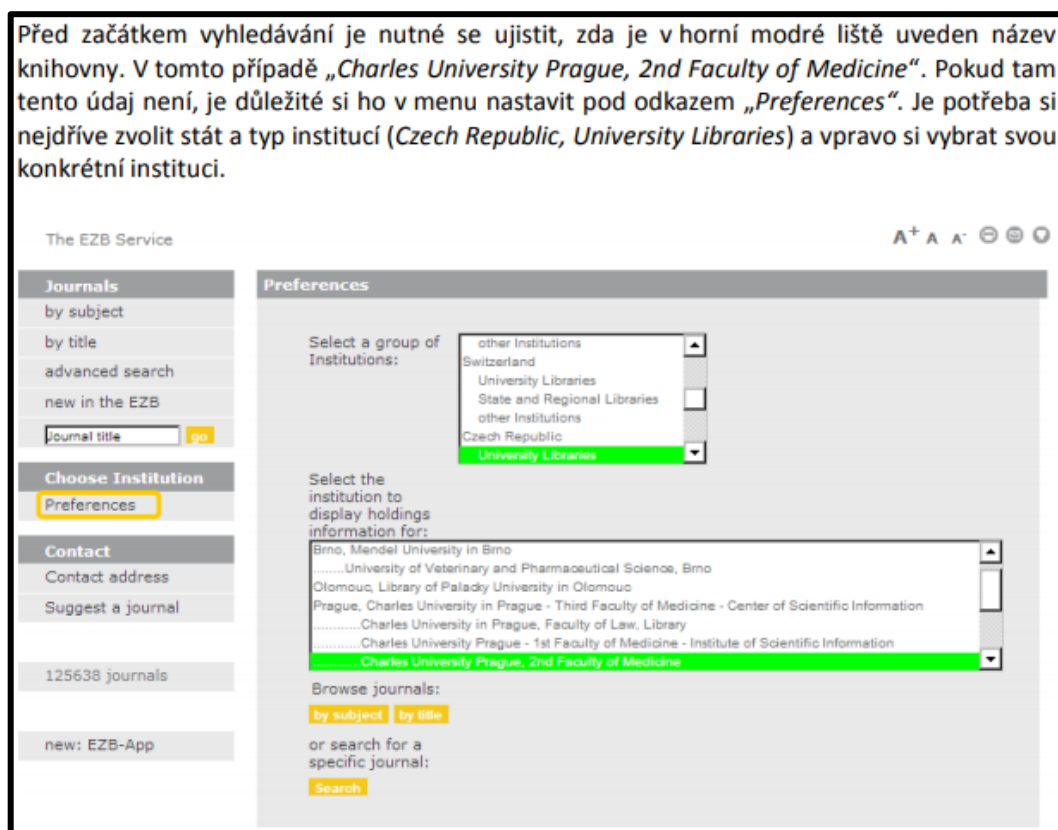 Před začátkem vyhledávání je nutné se ujistit, zda je v horní modré liště uveden název
knihovny. V tomto případě „Charles University Prague, 2nd Faculty of Medicine“. Pokud tam
tento údaj není, je důležité si ho v menu nastavit pod odkazem „Preferences“. Je potřeba si
nejdříve zvolit stát a typ institucí (Czech Republic, University Libraries) a vpravo si vybrat svou
konkrétní instituci.
The EZB Service
A+ A A-
Journals
by subject
by title
advanced search
new in the EZB
Journal title go
Choose Institution
Preferences
Contact
Contact address
Suggest a journal
125638 journals
new: EZB-App
Preferences
Select a group of
Institutions:
other Institutions
Switzerland
University Libraries
State and Regional Libraries
other Institutions
Czech Republic
University Libraries
Select the
institution to
display holdings
information for:
Brno, Mendel University in Brno
........University of Veterinary and Pharmaceutical Science, Brno
Olomouc, Library of Palacky University in Olomouc
Prague, Charles University in Prague - Third Faculty of Medicine - Center of Scientific Information
............Charles University in Prague, Faculty of Law, Library
............Charles University Prague - 1st Faculty of Medicine - Institute of Scientific Information
............Charles University Prague, 2nd Faculty of Medicine
Browse journals:
by subject by title
or search for a
specific journal:
Search